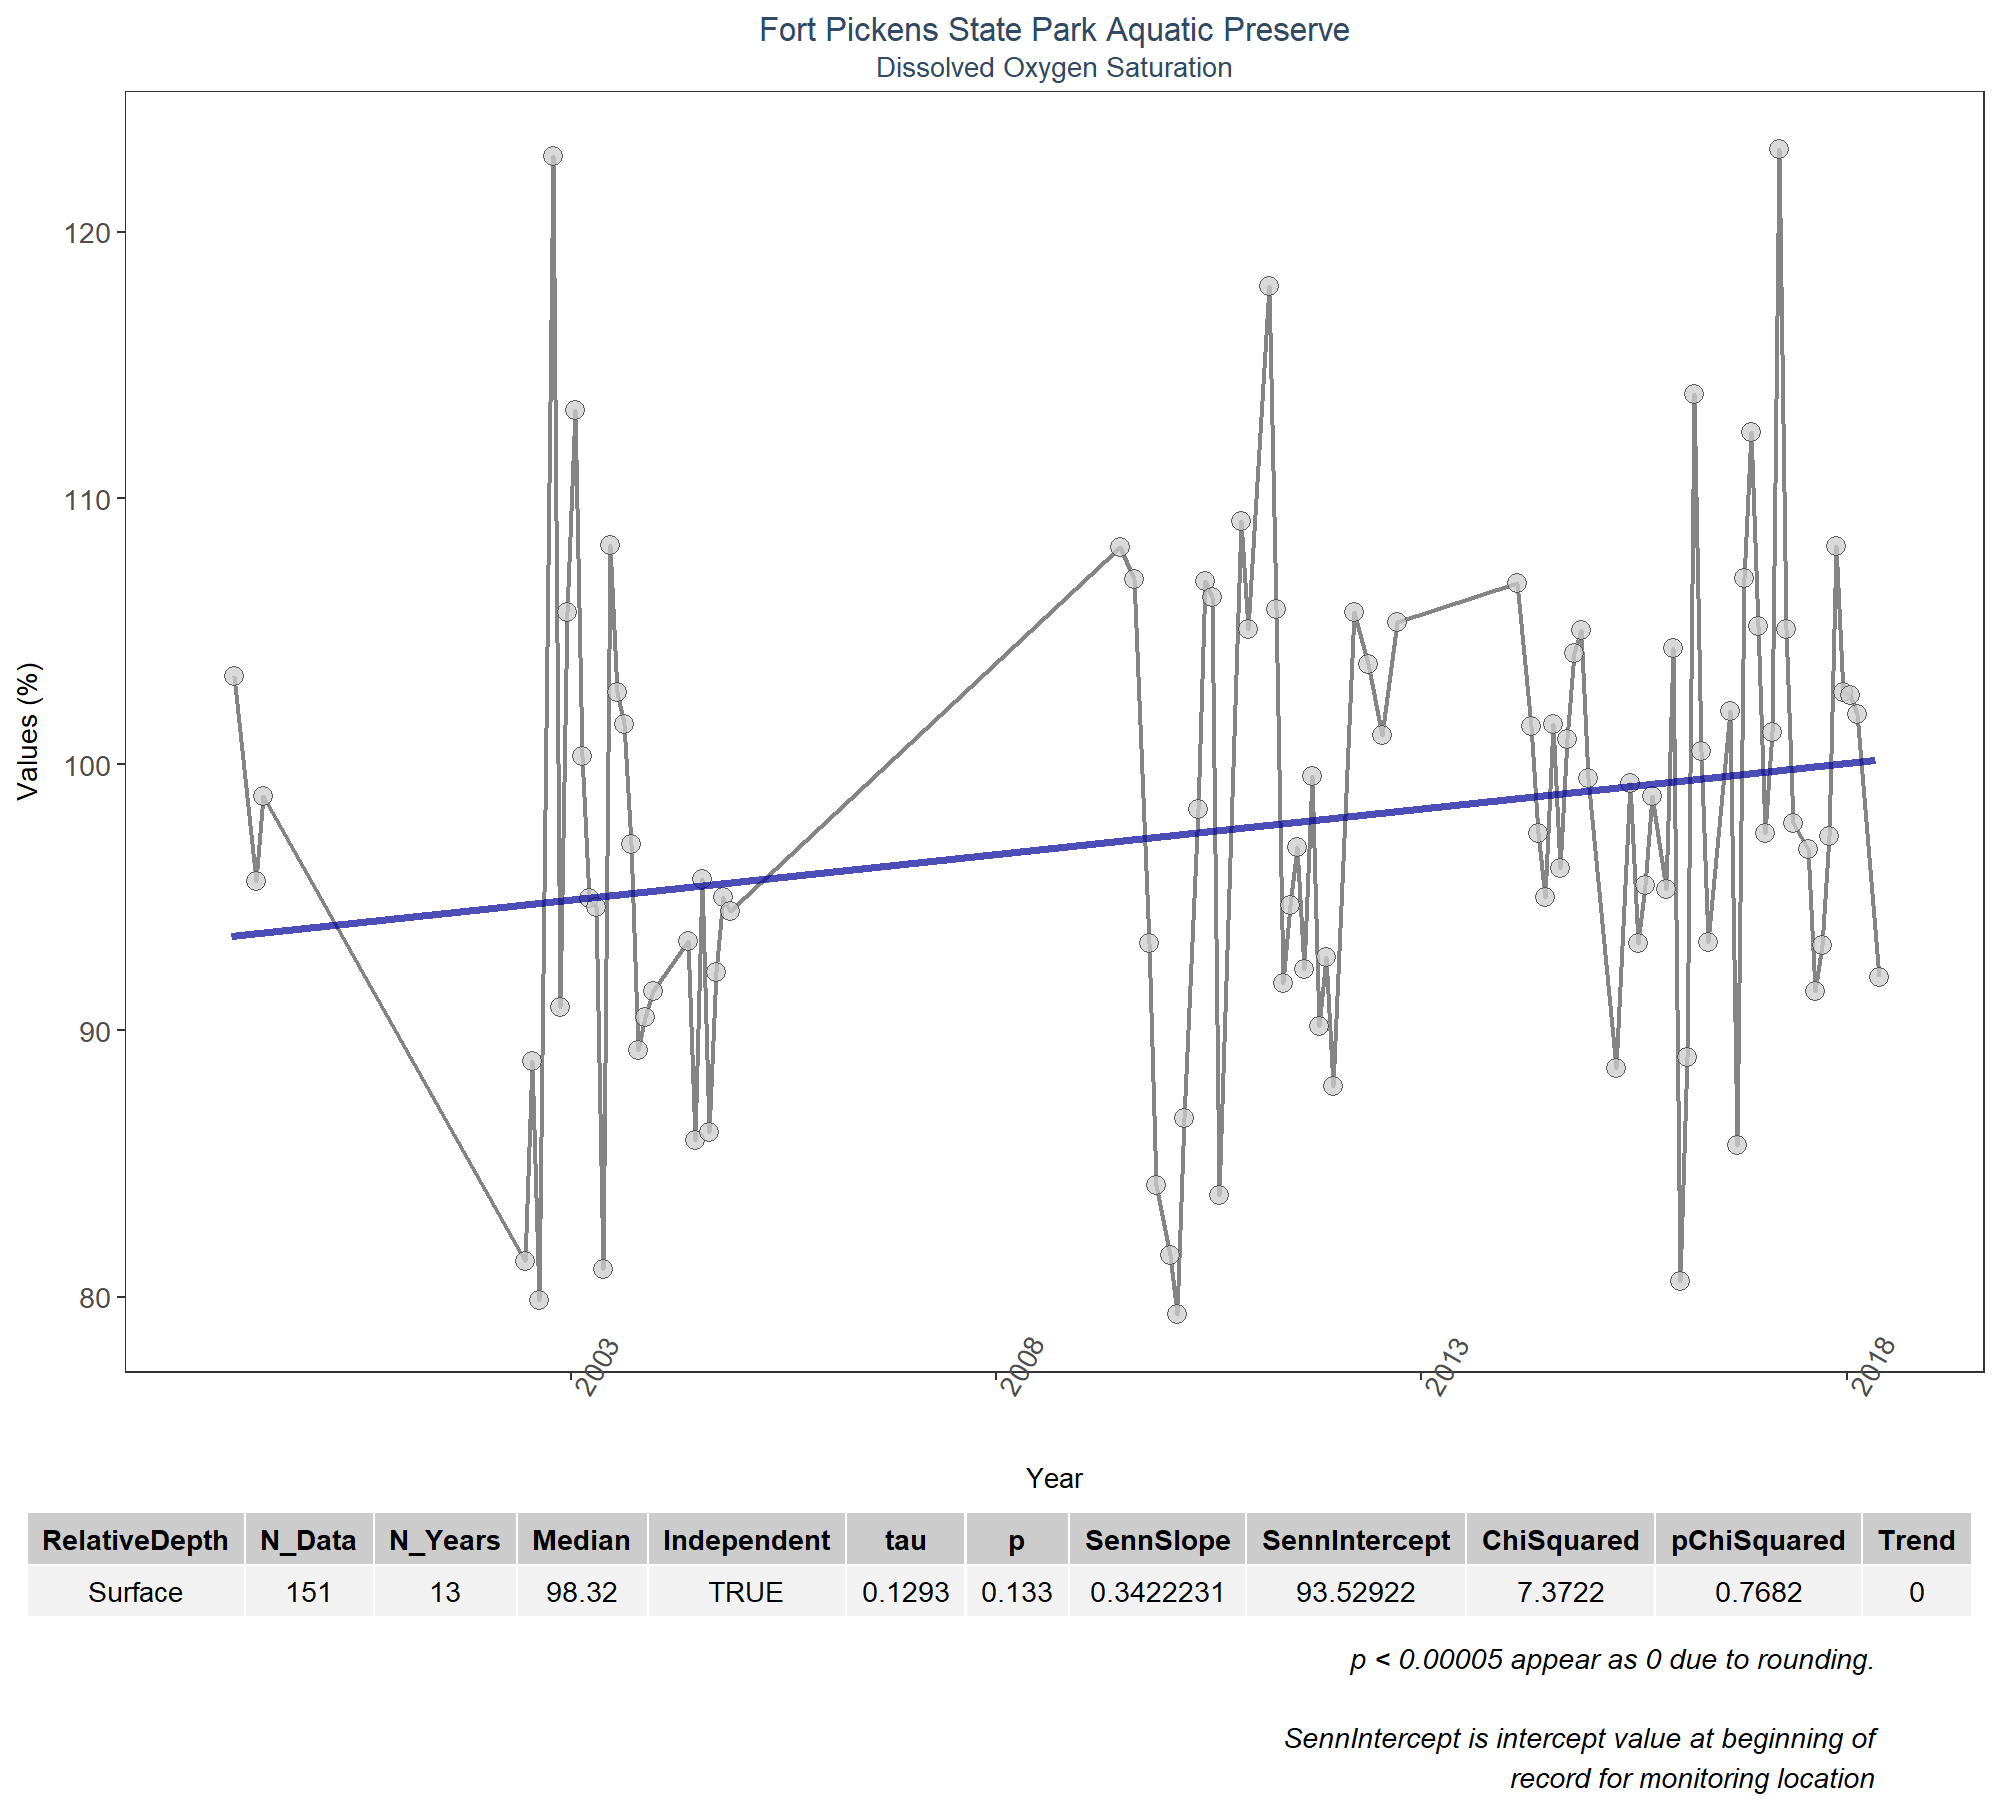 Fort Pickens State Park Aquatic Preserve
Dissolved Oxygen Saturation
Values (%)
120
110
100
90
80
2003
2008
2013
2018
Year
RelativeDepth N_Data N_Years Median Independent tau p SennSlope SennIntercept ChiSquared pChiSquared Trend
Surface 151 13 98.32 TRUE 0.1293 0.133 0.3422231 93.52922 7.3722 0.7682 0
p < 0.00005 appear as 0 due to rounding.
SennIntercept is intercept value at beginning of
record for monitoring location